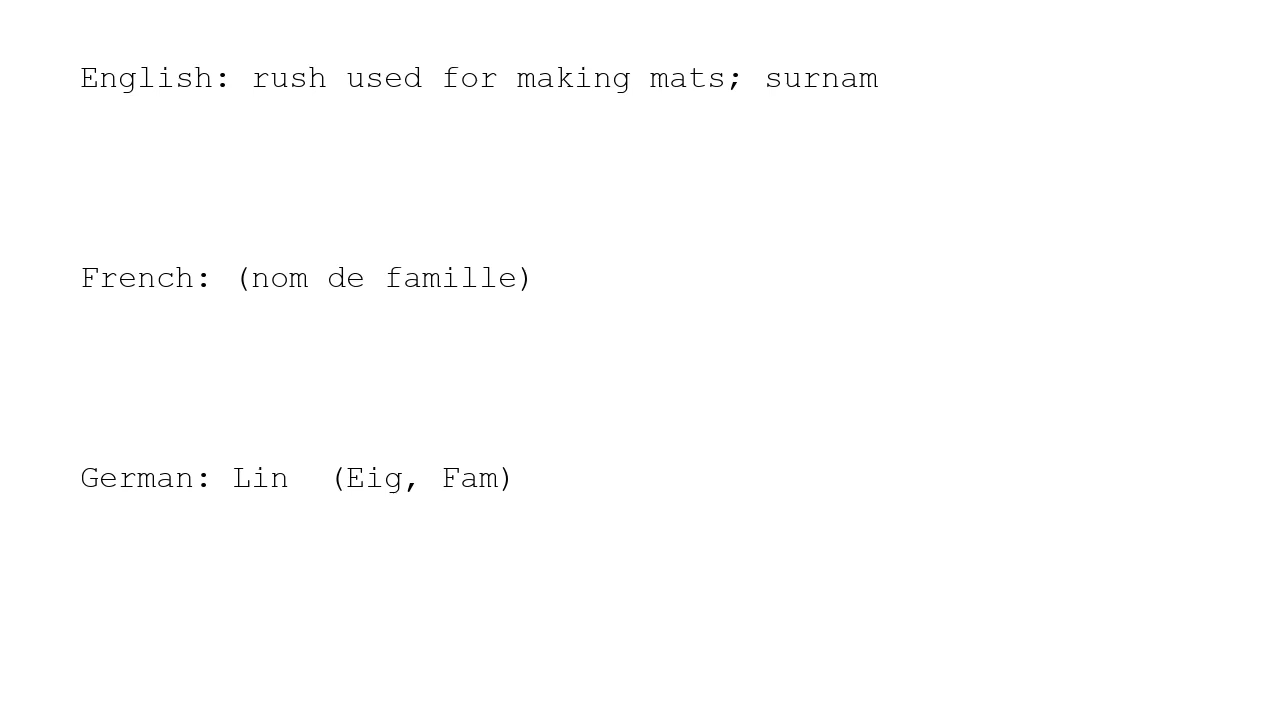 English: rush used for making mats; surnam
French: (nom de famille)
German: Lin  (Eig, Fam)